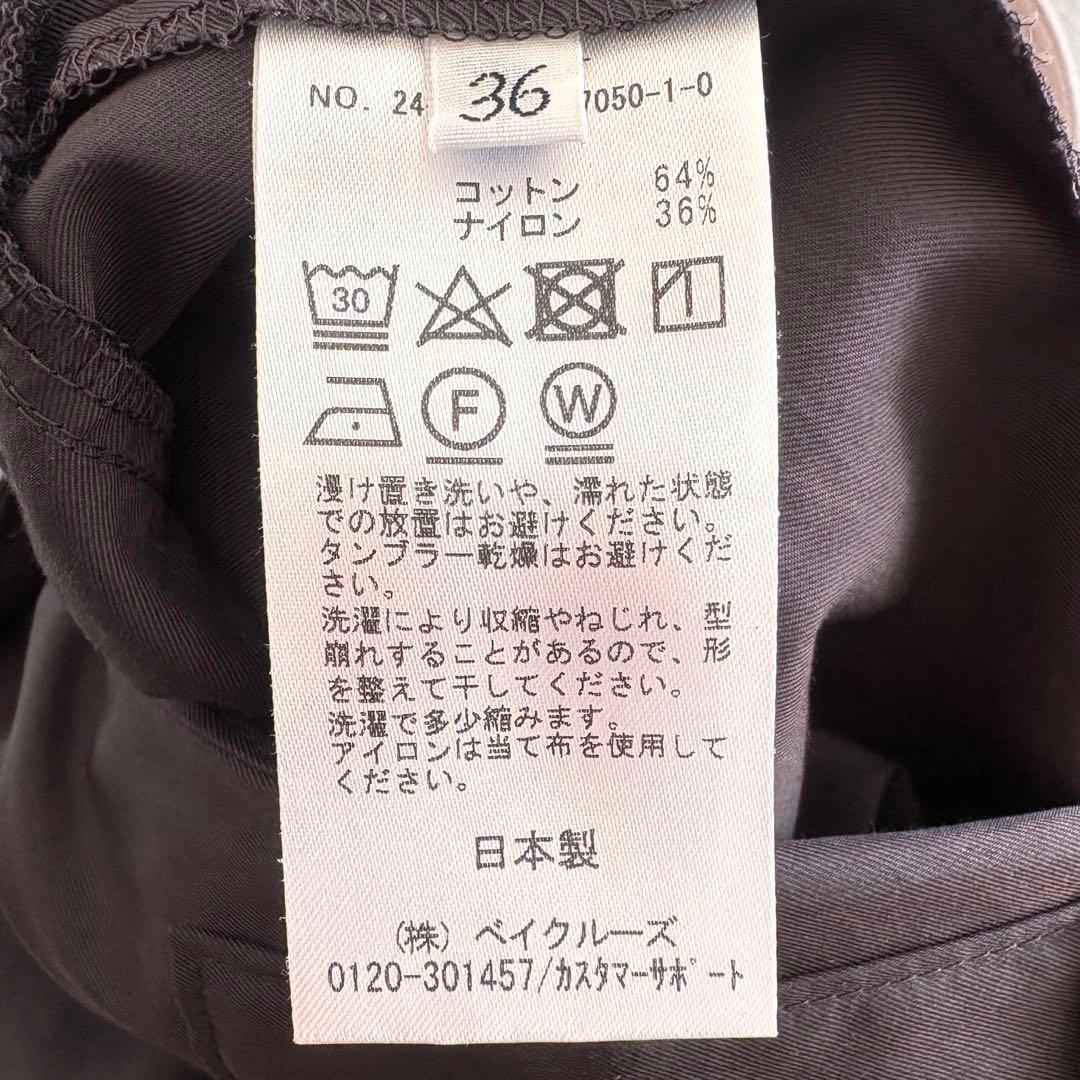 36
NO. 24 7050-1-0
コットン 64%
ナイロン 36%
30
F W
浸け置き洗いや、濡れた状態
での放置はお避けください。
タンブラー乾燥はお避けくだ
さい。
洗濯により収縮やねじれ、型
崩れすることがあるので、形
を整えて干してください。
洗濯で多少縮みます。
アイロンは当て布を使用して
ください。
日本製
(株) ベイクルーズ
0120-301457/カスタマーサポート